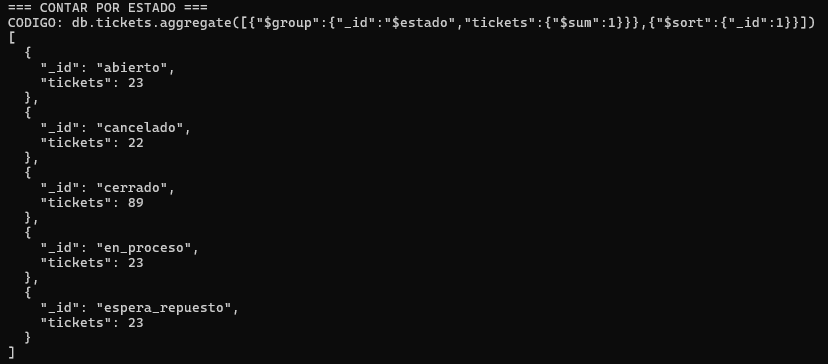 === CONTAR POR ESTADO ===
CODIGO: db.tickets.aggregate([{"$group":{"_id":"$estado","tickets":{"$sum":1}}},{"$sort":{"_id":1}}])
[
  {
    "_id": "abierto",
    "tickets": 23
  },
  {
    "_id": "cancelado",
    "tickets": 22
  },
  {
    "_id": "cerrado",
    "tickets": 89
  },
  {
    "_id": "en_proceso",
    "tickets": 23
  },
  {
    "_id": "espera_repuesto",
    "tickets": 23
  }
]